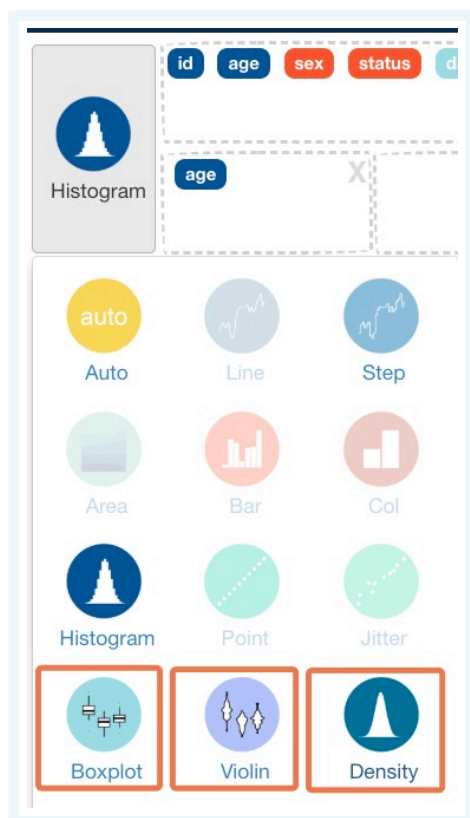 id age sex status d
Histogram
age X
auto
Auto Line Step
Area Bar Col
Histogram Point Jitter
Boxplot Violin Density